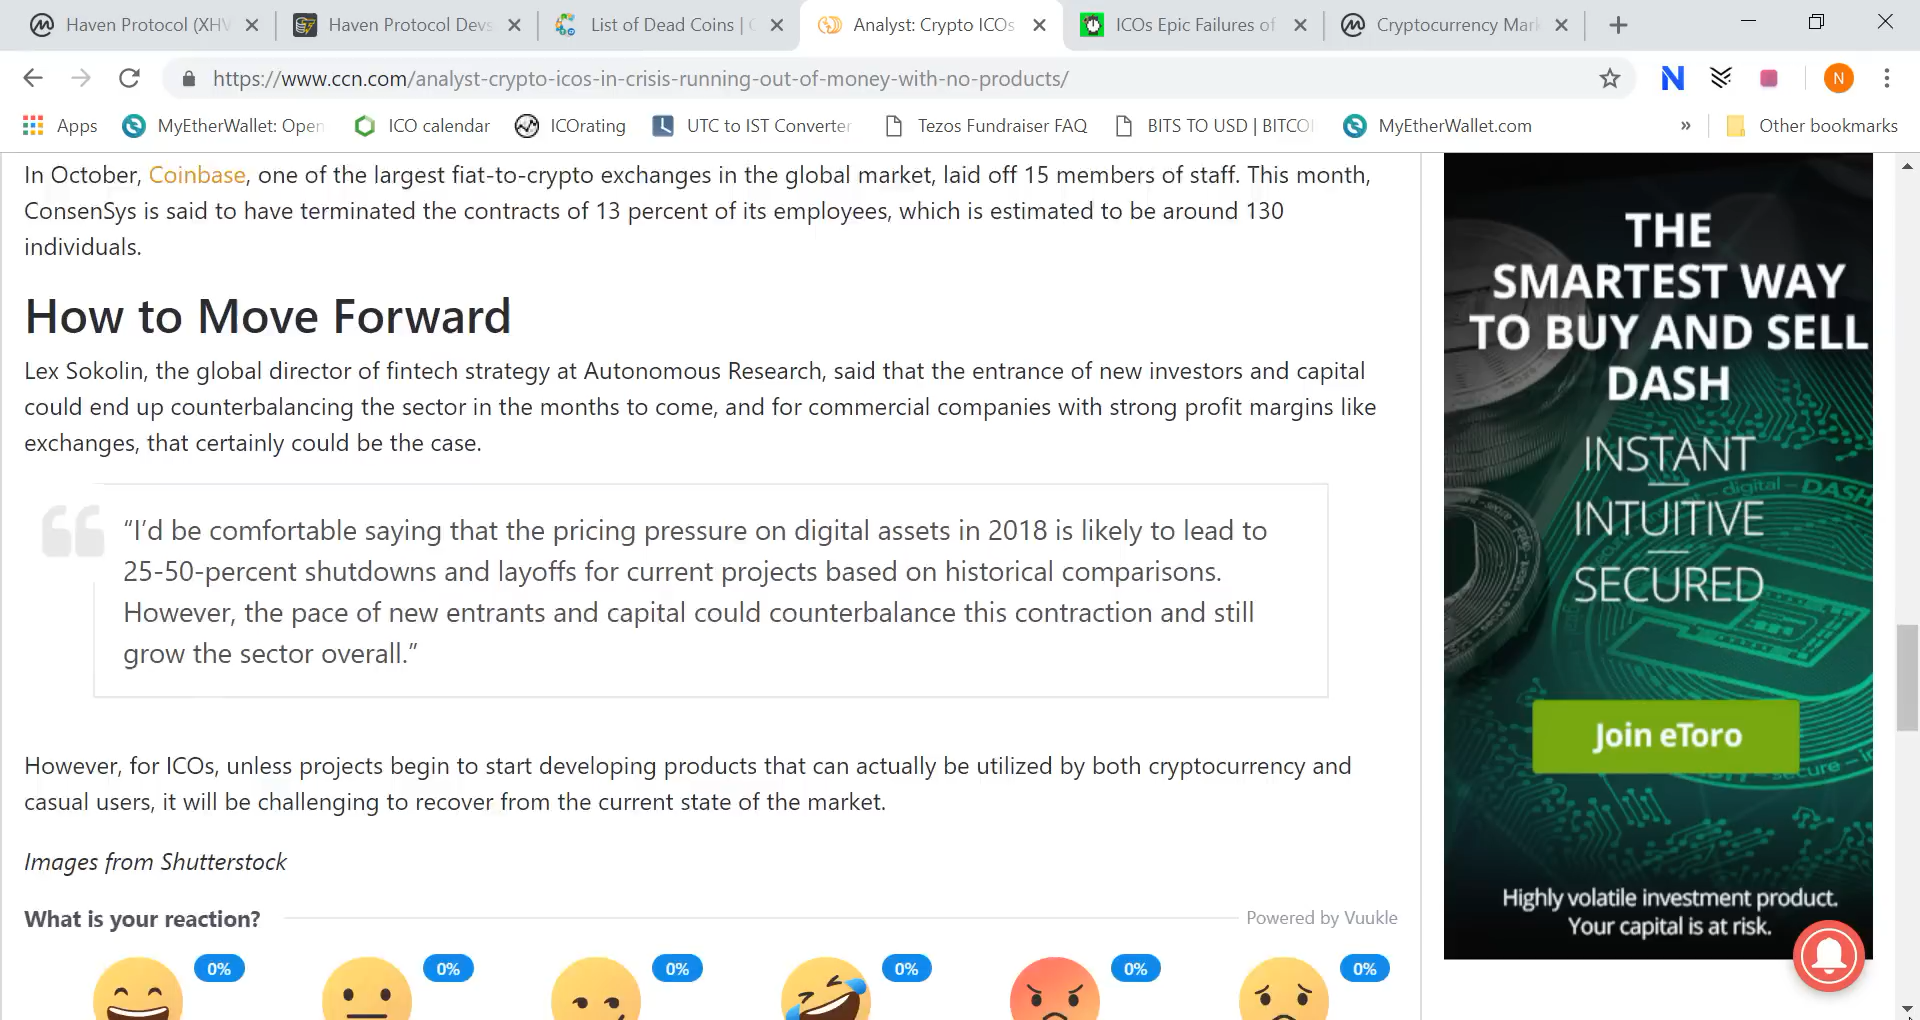 Haven Protocol (XHV
Haven Protocol Devs
List of Dead Coins |
Analyst: Crypto ICOs
ICOs Epic Failures of
Cryptocurrency Mark
https://www.ccn.com/analyst-crypto-icos-in-crisis-running-out-of-money-with-no-products/
N
N
Apps
MyEtherWallet: Open
ICO calendar
ICOrating
UTC to IST Converter
Tezos Fundraiser FAQ
BITS TO USD | BITCO
MyEtherWallet.com
»
Other bookmarks
In October, Coinbase, one of the largest fiat-to-crypto exchanges in the global market, laid off 15 members of staff. This month,
ConsenSys is said to have terminated the contracts of 13 percent of its employees, which is estimated to be around 130
individuals.
How to Move Forward
Lex Sokolin, the global director of fintech strategy at Autonomous Research, said that the entrance of new investors and capital
could end up counterbalancing the sector in the months to come, and for commercial companies with strong profit margins like
exchanges, that certainly could be the case.
“I’d be comfortable saying that the pricing pressure on digital assets in 2018 is likely to lead to
25-50-percent shutdowns and layoffs for current projects based on historical comparisons.
However, the pace of new entrants and capital could counterbalance this contraction and still
grow the sector overall.”
However, for ICOs, unless projects begin to start developing products that can actually be utilized by both cryptocurrency and
casual users, it will be challenging to recover from the current state of the market.
Images from Shutterstock
What is your reaction?
Powered by Vuukle
0%
0%
0%
0%
0%
0%
THE
SMARTEST WAY
TO BUY AND SELL
DASH
INSTANT
INTUITIVE
SECURED
digital – DASH
Join eToro
secure – in
Highly volatile investment product.
Your capital is at risk.